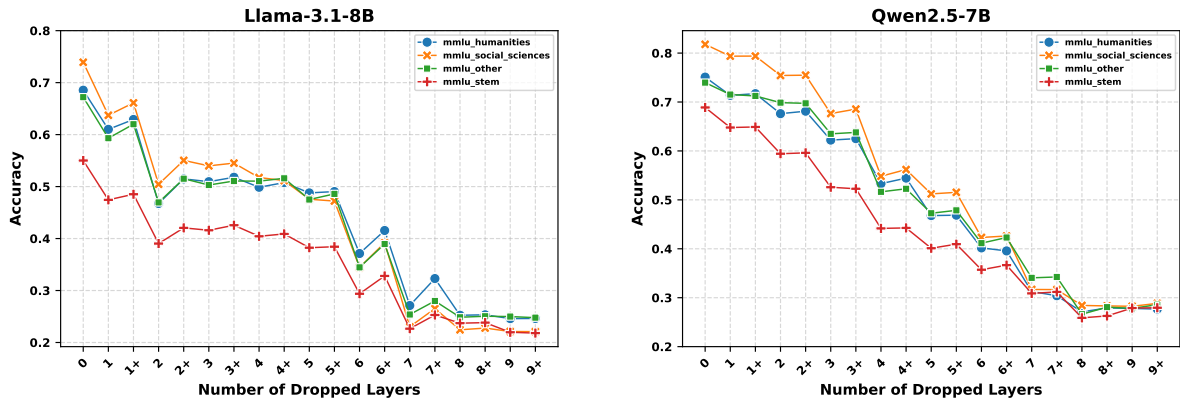 Llama-3.1-8B
Accuracy
0.8
0.7
0.6
0.5
0.4
0.3
0.2
mmlu_humanities
mmlu_social_sciences
mmlu_other
mmlu_stem
0 1 1+ 2 2+ 3 3+ 4 4+ 5 5+ 6 6+ 7 7+ 8 8+ 9 9+
Number of Dropped Layers
Qwen2.5-7B
Accuracy
0.8
0.7
0.6
0.5
0.4
0.3
0.2
mmlu_humanities
mmlu_social_sciences
mmlu_other
mmlu_stem
0 1 1+ 2 2+ 3 3+ 4 4+ 5 5+ 6 6+ 7 7+ 8 8+ 9 9+
Number of Dropped Layers